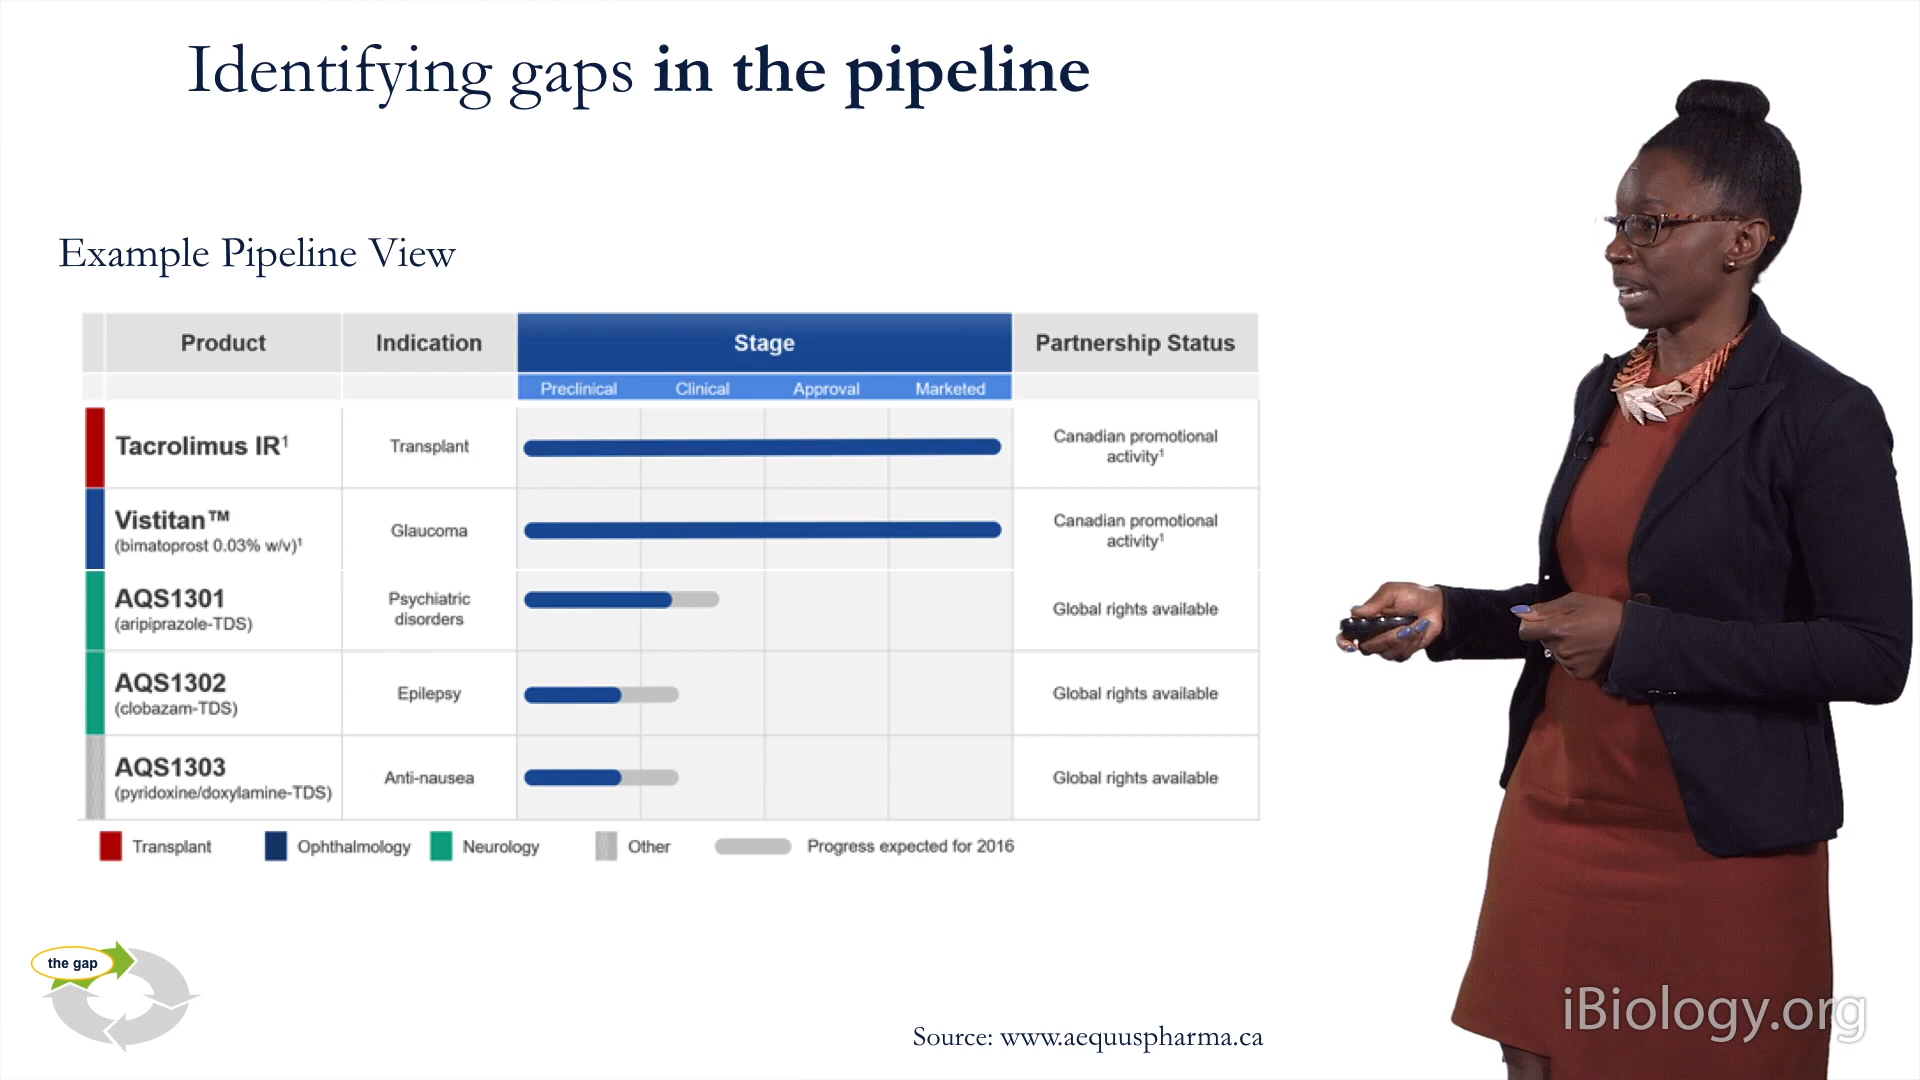 Identifying gaps in the pipeline
Example Pipeline View
Product Indication Stage Partnership Status
Preclinical Clinical Approval Marketed
Tacrolimus IR¹ Transplant Canadian promotional
activity¹
Vistitan™
(bimatoprost 0.03% w/v)¹ Glaucoma Canadian promotional
activity¹
AQS1301
(aripiprazole-TDS) Psychiatric
disorders Global rights available
AQS1302
(clobazam-TDS) Epilepsy Global rights available
AQS1303
(pyridoxine/doxylamine-TDS) Anti-nausea Global rights available
Transplant Ophthalmology Neurology Other Progress expected for 2016
the gap
Source: www.aequuspharma.ca
iBiology.org